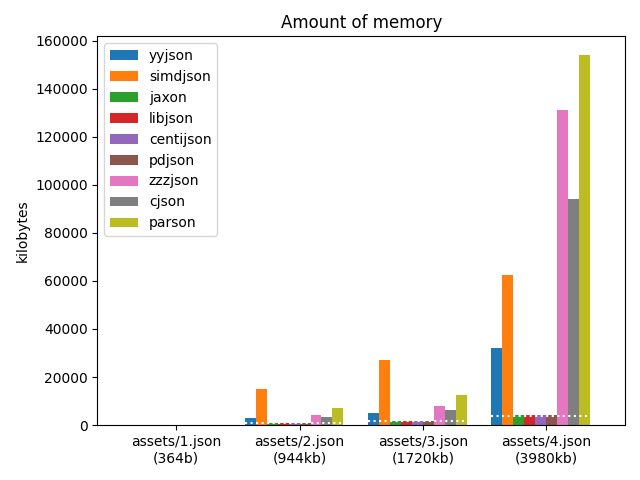 Amount of memory
160000
140000
120000
100000
80000
60000
40000
20000
0
kilobytes
yyjson
simdjson
jaxon
libjson
centijson
pdjson
zzzjson
cjson
parson
assets/1.json
(364b)
assets/2.json
(944kb)
assets/3.json
(1720kb)
assets/4.json
(3980kb)